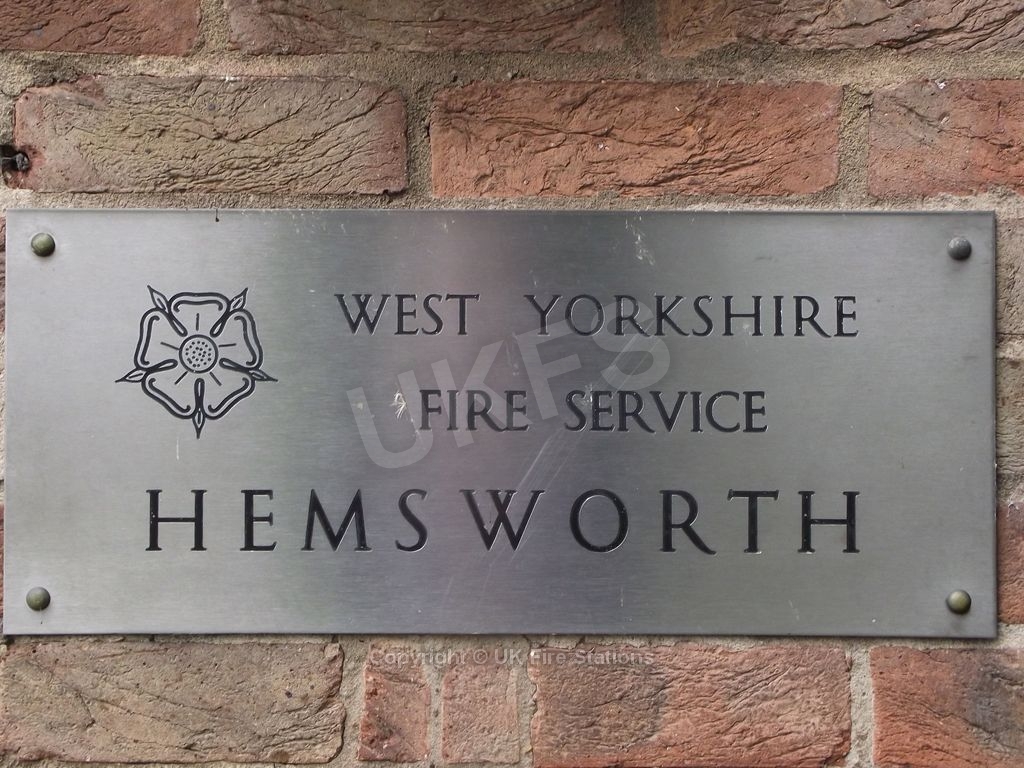 WEST YORKSHIRE
UKFS
FIRE SERVICE
HEMSWORTH
Copyright © UK Fire Stations